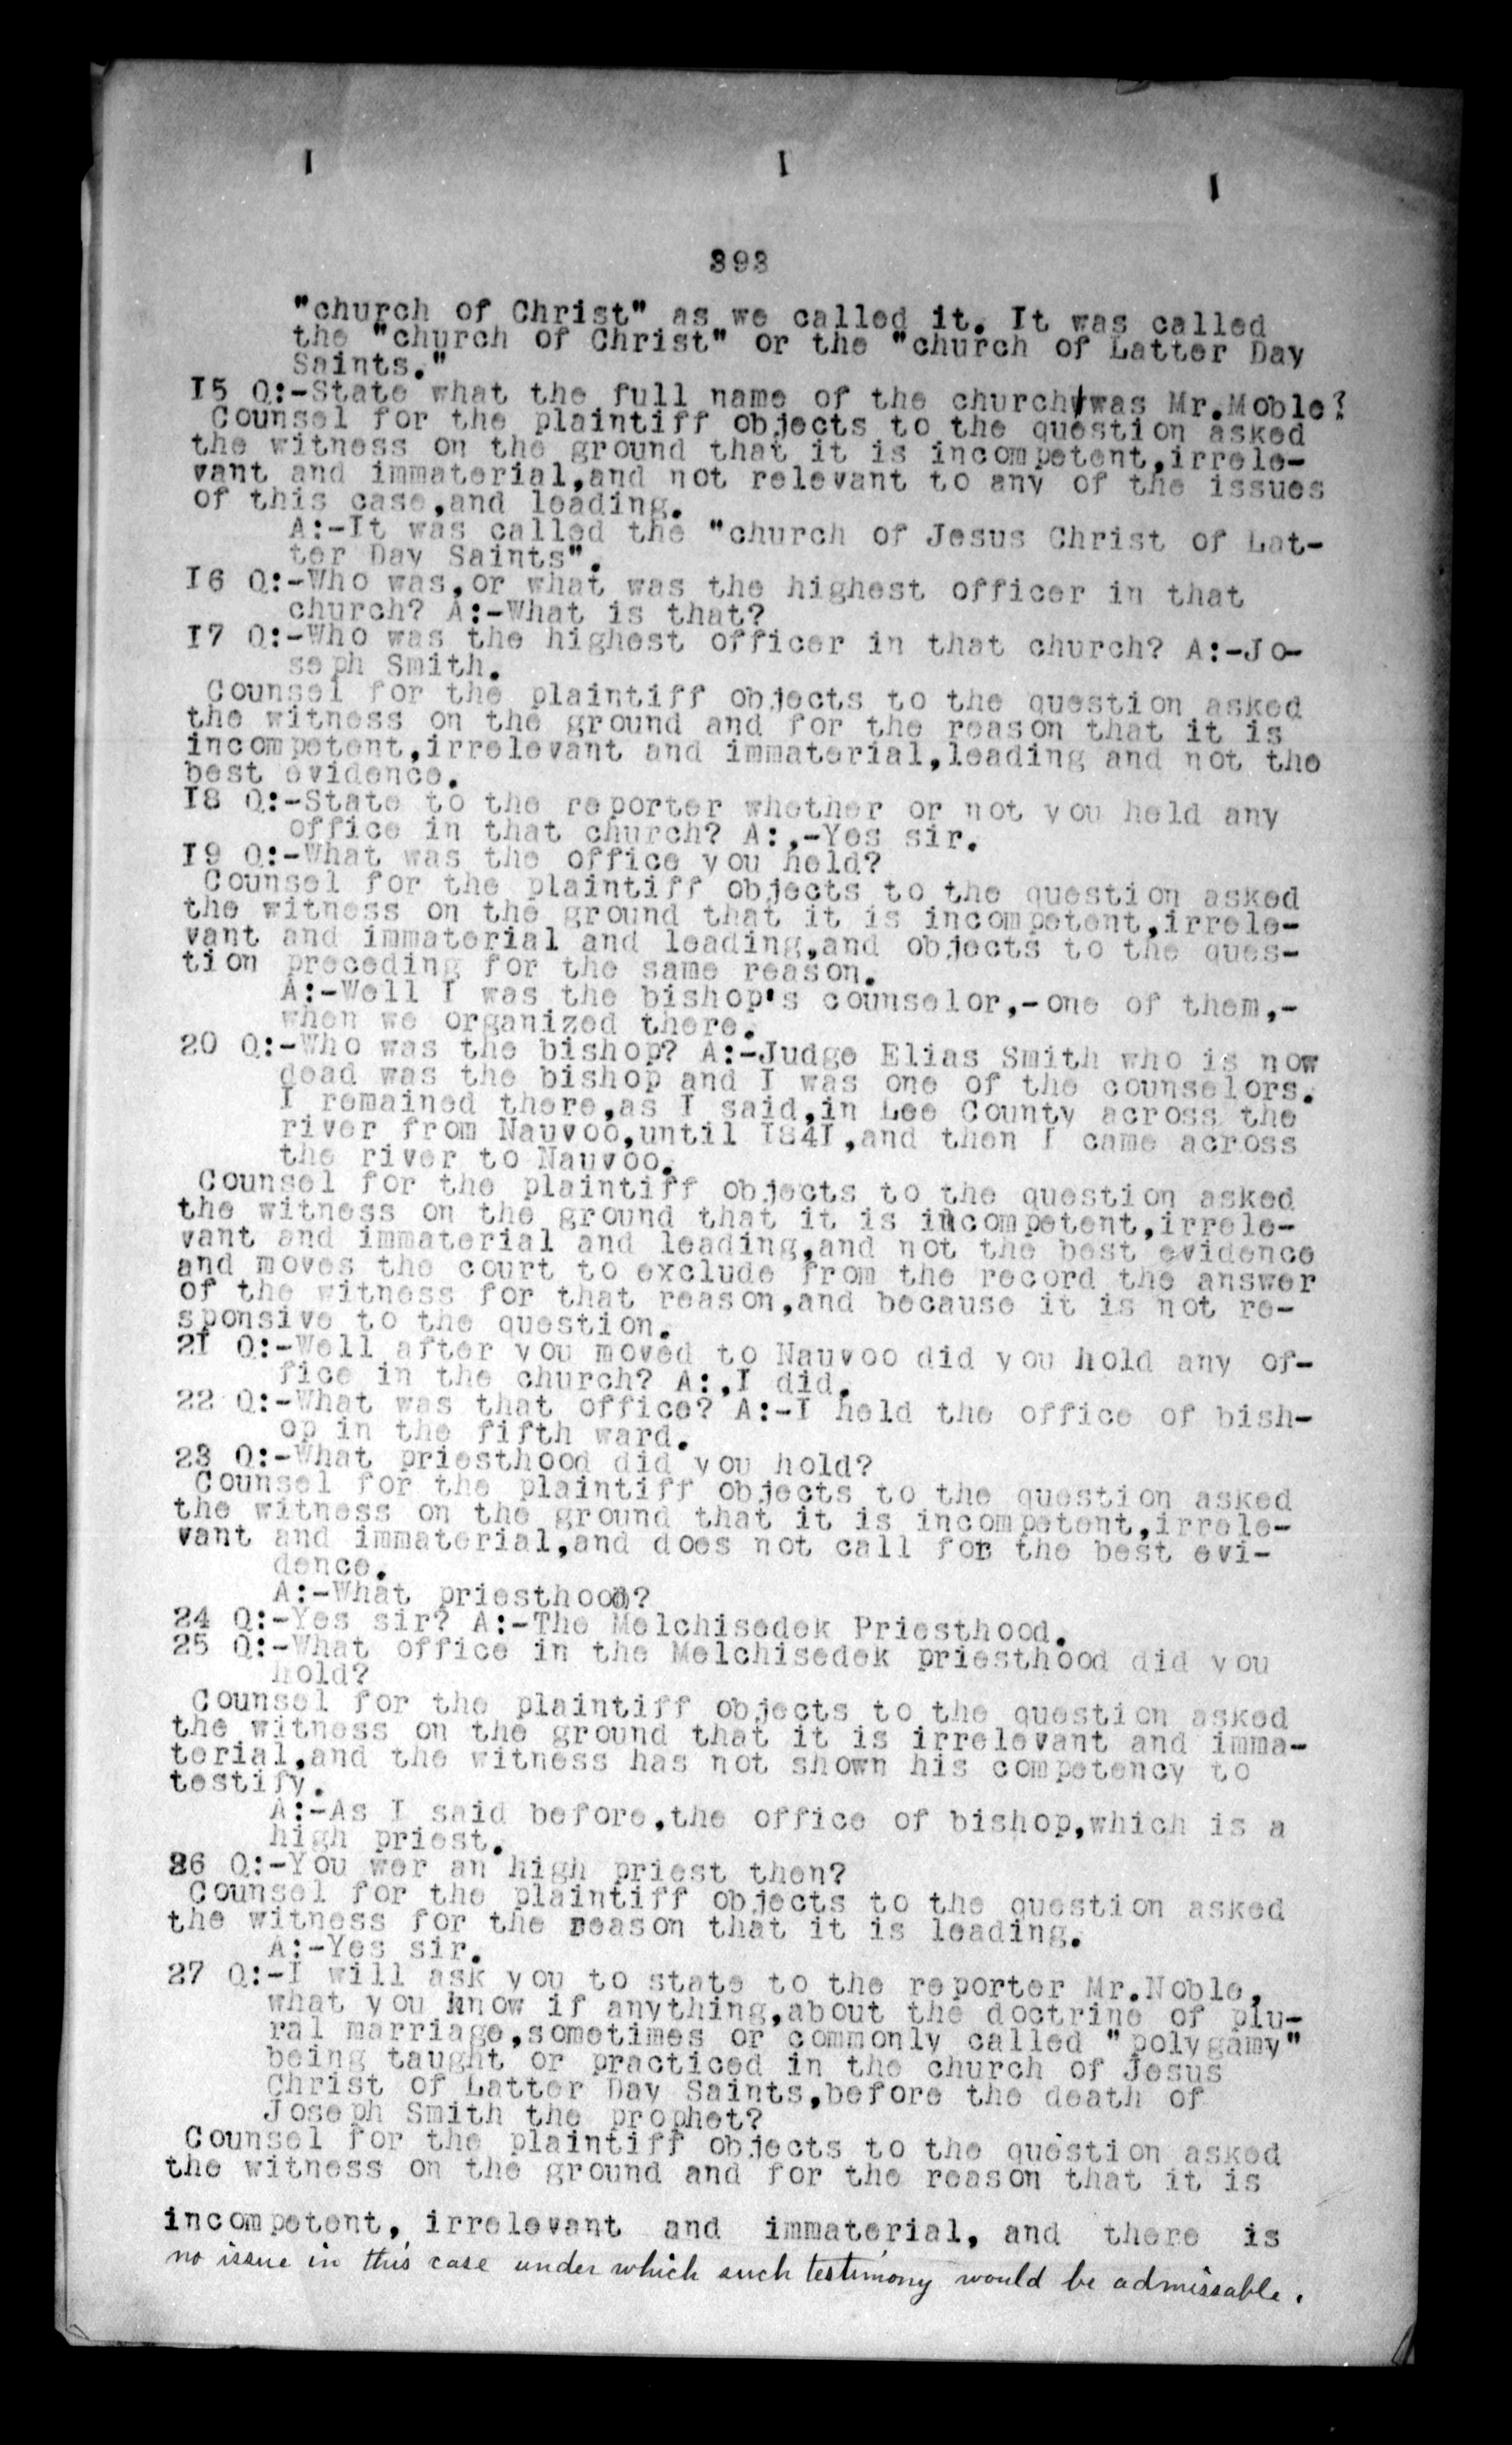 393
"church of Christ" as we called it. It was called
the "church of Christ" or the "church of Latter Day
Saints."
I5 Q:-State what the full name of the church/was Mr.Moble?
Counsel for the plaintiff objects to the question asked
the witness on the ground that it is incompetent,irrele-
vant and immaterial,and not relevant to any of the issues
of this case,and leading.
A:-It was called the "church of Jesus Christ of Lat-
ter Day Saints".
I6 Q:-Who was,or what was the highest officer in that
church? A:-What is that?
I7 Q:-Who was the highest officer in that church? A:-Jo-
seph Smith.
Counsel for the plaintiff objects to the question asked
the witness on the ground and for the reason that it is
incompetent,irrelevant and immaterial,leading and not the
best evidence.
I8 Q:-State to the reporter whether or not you held any
office in that church? A:,-Yes sir.
I9 Q:-What was the office you held?
Counsel for the plaintiff objects to the question asked
the witness on the ground that it is incompetent,irrele-
vant and immaterial and leading,and objects to the ques-
tion preceding for the same reason.
A:-Well I was the bishop's counselor,-one of them,-
when we organized there.
20 Q:-Who was the bishop? A:-Judge Elias Smith who is now
dead was the bishop and I was one of the counselors.
I remained there,as I said,in Lee County across the
river from Nauvoo,until I84I,and then I came across
the river to Nauvoo.
Counsel for the plaintiff objects to the question asked
the witness on the ground that it is incompetent,irrele-
vant and immaterial and leading,and not the best evidence
and moves the court to exclude from the record the answer
of the witness for that reason,and because it is not re-
sponsive to the question.
2I Q:-Well after you moved to Nauvoo did you hold any of-
fice in the church? A:,I did.
22 Q:-What was that office? A:-I held the office of bish-
op in the fifth ward.
23 Q:-What priesthood did you hold?
Counsel for the plaintiff objects to the question asked
the witness on the ground that it is incompetent,irrele-
vant and immaterial,and does not call for the best evi-
dence.
A:-What priesthood?
24 Q:-Yes sir? A:-The Melchisedek Priesthood.
25 Q:-What office in the Melchisedek priesthood did you
hold?
Counsel for the plaintiff objects to the question asked
the witness on the ground that it is irrelevant and imma-
terial,and the witness has not shown his competency to
testify.
A:-As I said before,the office of bishop,which is a
high priest.
26 Q:-You wer an high priest then?
Counsel for the plaintiff objects to the question asked
the witness for the reason that it is leading.
A:-Yes sir.
27 Q:-I will ask you to state to the reporter Mr.Noble,
what you know if anything,about the doctrine of plu-
ral marriage,sometimes or commonly called "polygamy"
being taught or practiced in the church of Jesus
Christ of Latter Day Saints,before the death of
Joseph Smith the prophet?
Counsel for the plaintiff objects to the question asked
the witness on the ground and for the reason that it is
incompetent, irrelevant and immaterial, and there is
no issue in this case under which such testimony would be admissable.